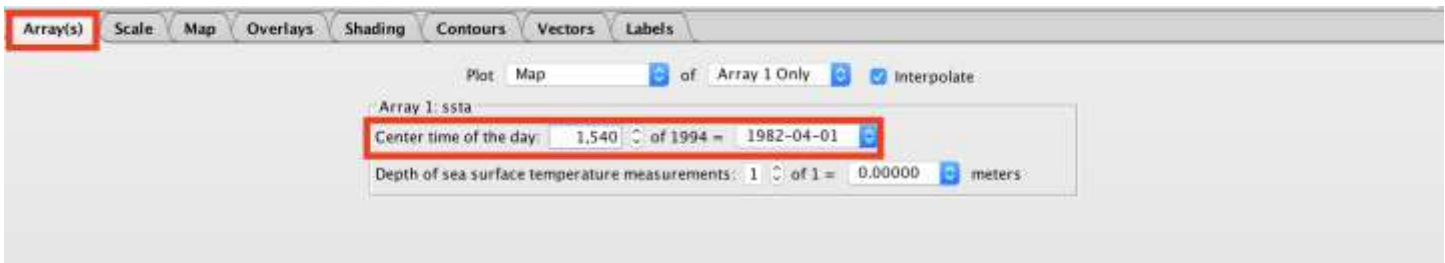 Array(s) Scale Map Overlays Shading Contours Vectors Labels
Plot Map of Array 1 Only Interpolate
Array 1: ssta
Center time of the day: 1,540 of 1994 = 1982-04-01
Depth of sea surface temperature measurements: 1 of 1 = 0.00000 meters